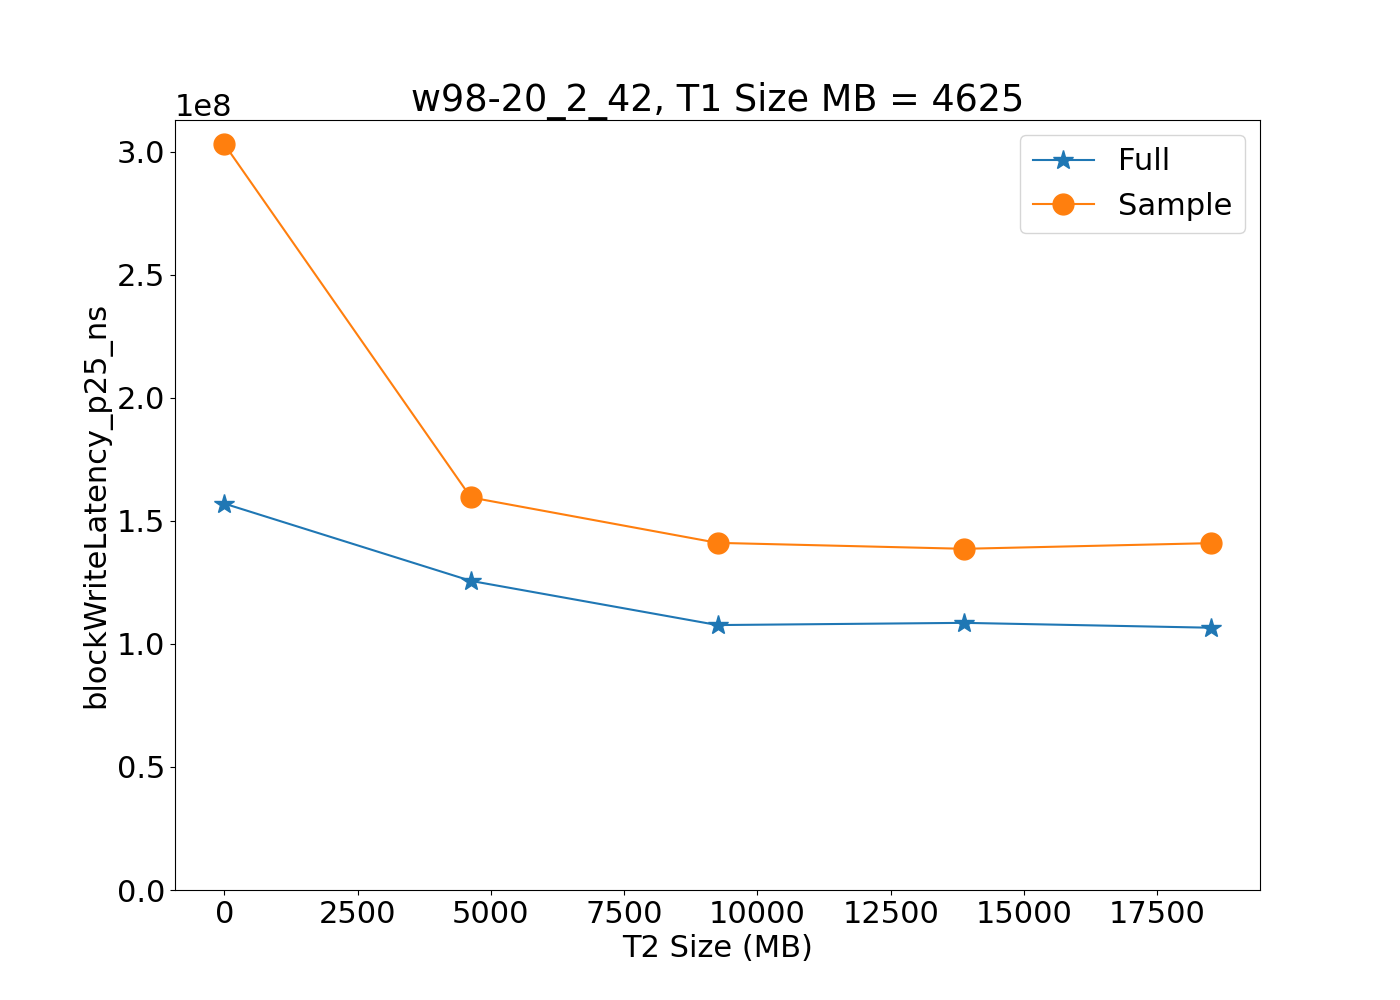 w98-20_2_42, T1 Size MB = 4625
1e8
3.0
2.5
2.0
1.5
1.0
0.5
0.0
blockWriteLatency_p25_ns
Full
Sample
0 2500 5000 7500 10000 12500 15000 17500
T2 Size (MB)